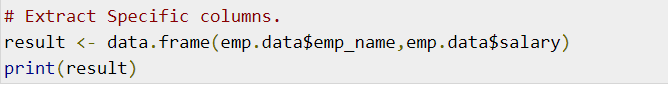 # Extract Specific columns.
result <- data.frame(emp.data$emp_name,emp.data$salary)
print(result)